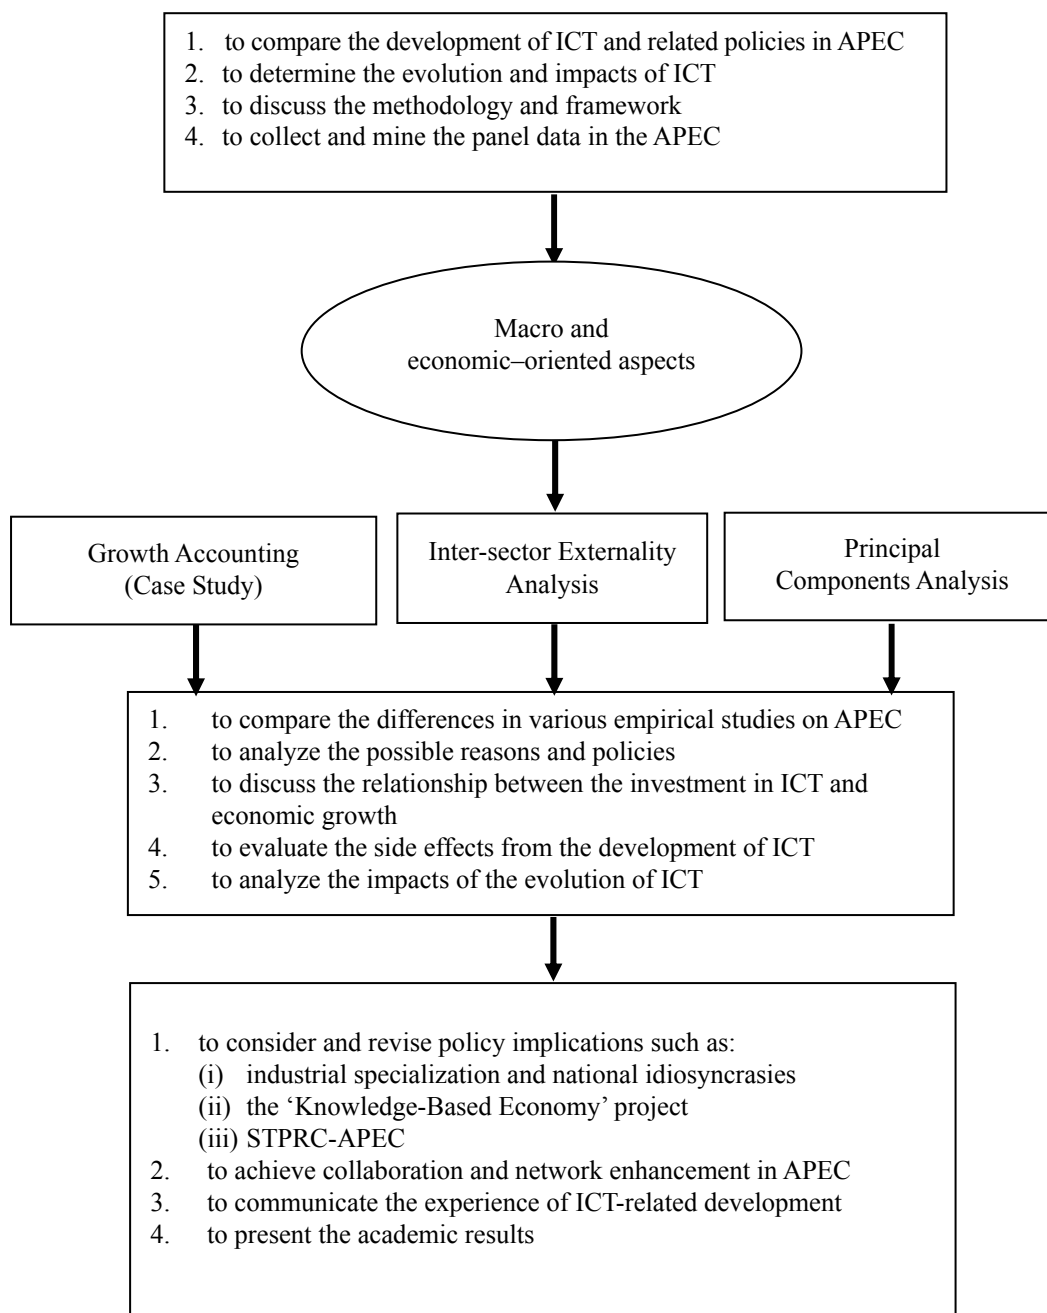 1. to compare the development of ICT and related policies in APEC
2. to determine the evolution and impacts of ICT
3. to discuss the methodology and framework
4. to collect and mine the panel data in the APEC
Macro and
economic–oriented aspects
Growth Accounting
(Case Study)
Inter-sector Externality
Analysis
Principal
Components Analysis
1. to compare the differences in various empirical studies on APEC
2. to analyze the possible reasons and policies
3. to discuss the relationship between the investment in ICT and
economic growth
4. to evaluate the side effects from the development of ICT
5. to analyze the impacts of the evolution of ICT
1. to consider and revise policy implications such as:
(i) industrial specialization and national idiosyncrasies
(ii) the ‘Knowledge-Based Economy’ project
(iii) STPRC-APEC
2. to achieve collaboration and network enhancement in APEC
3. to communicate the experience of ICT-related development
4. to present the academic results